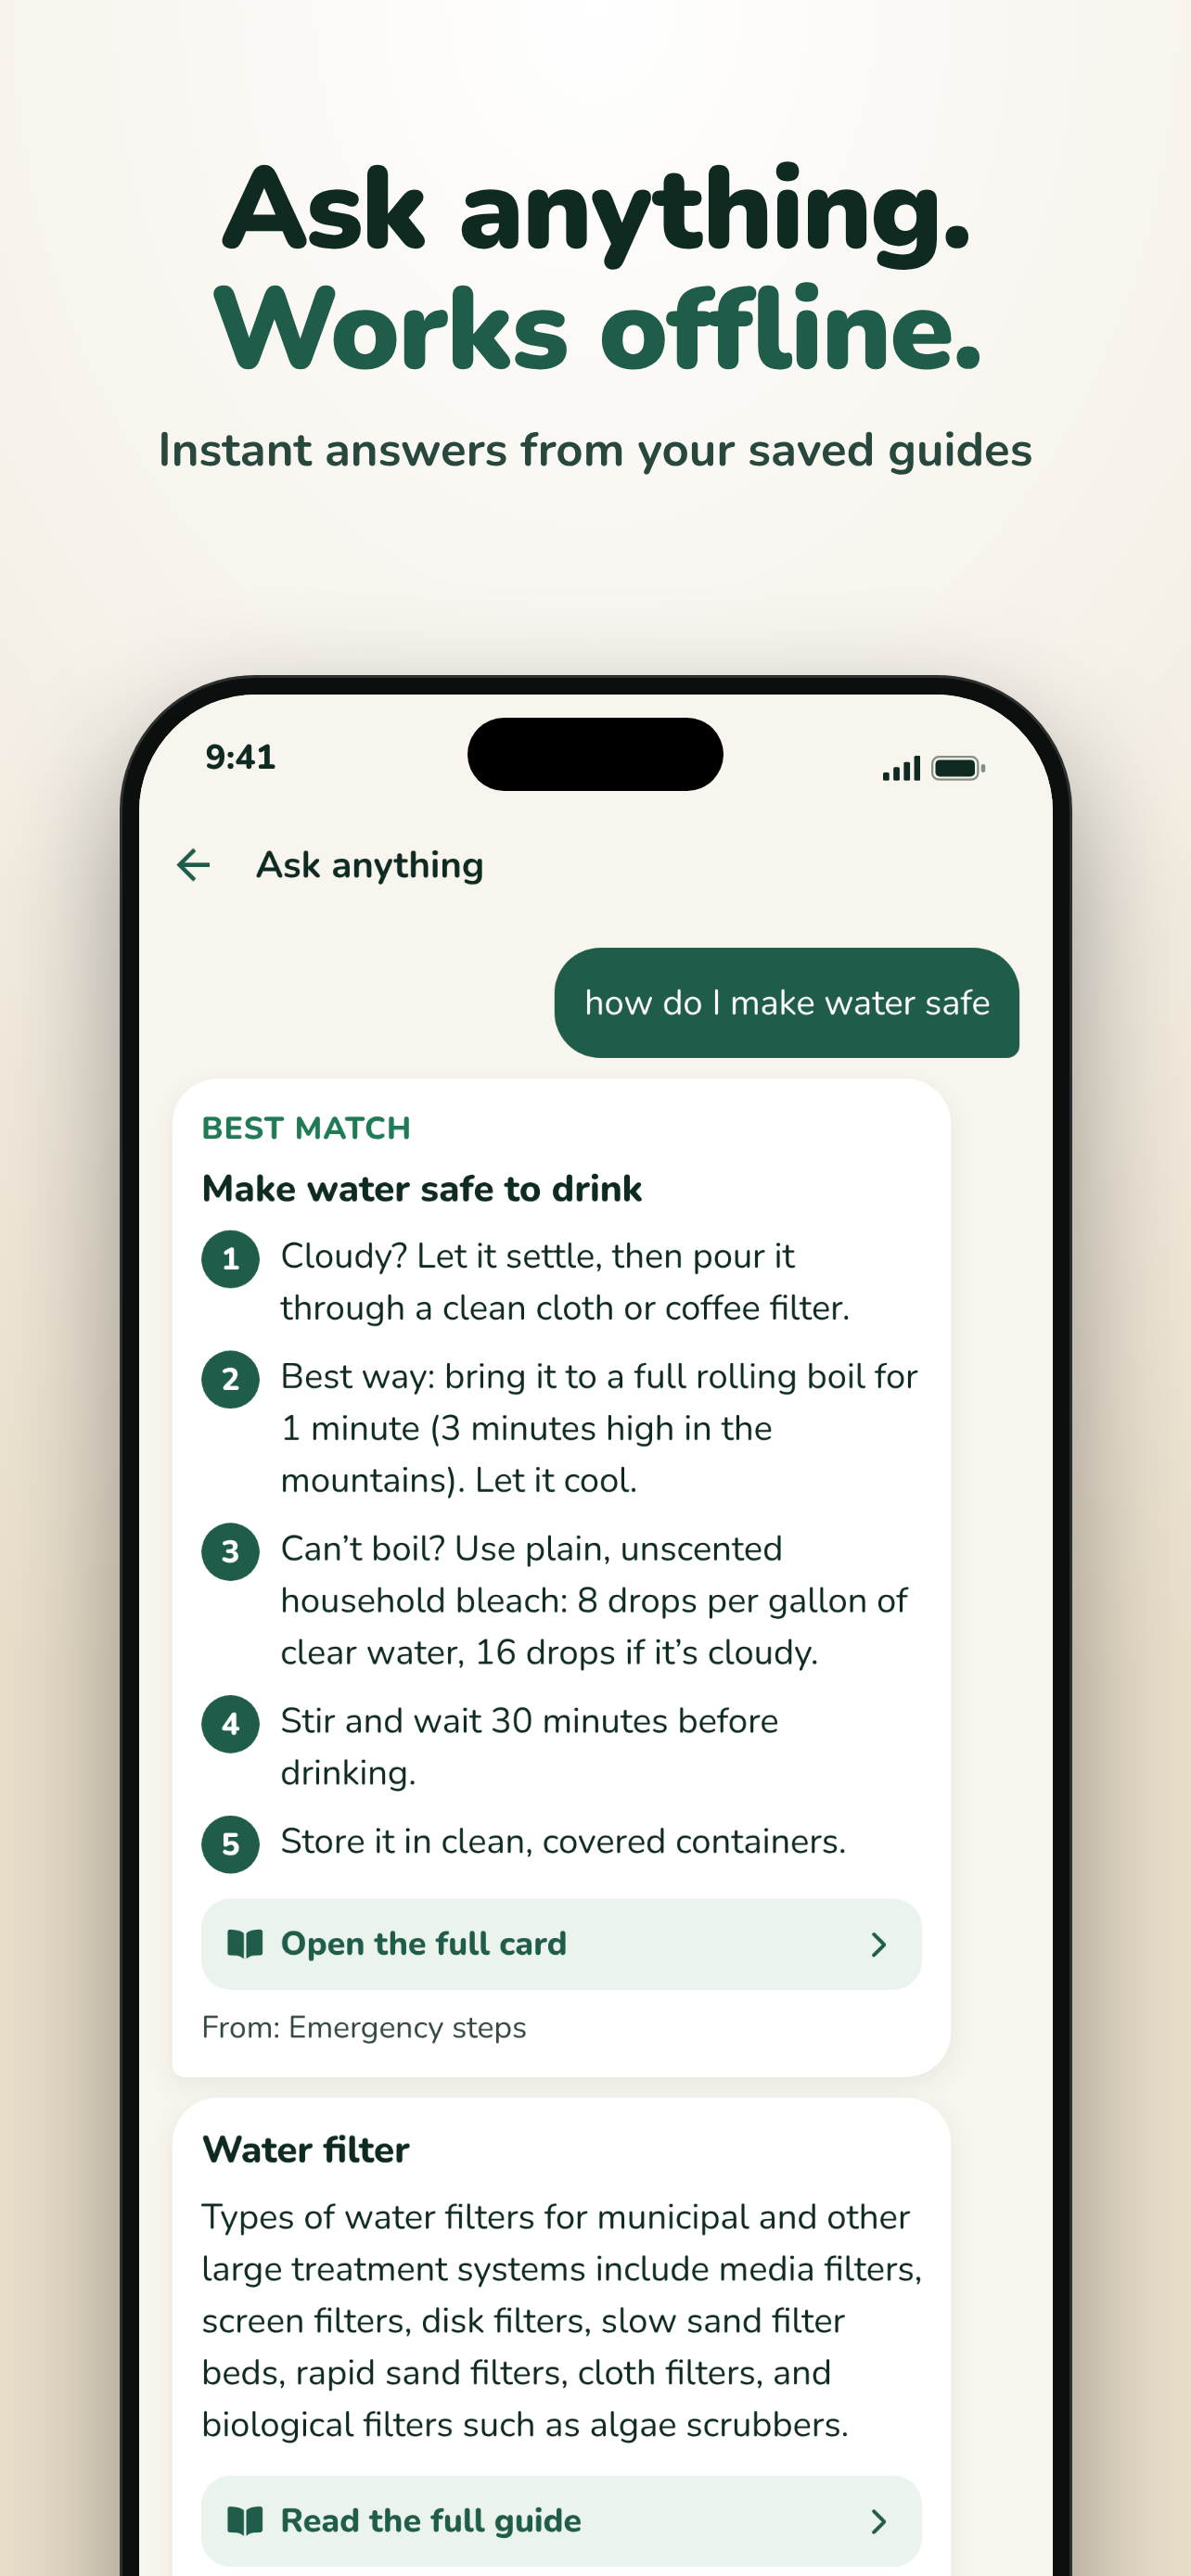 Ask anything.
Works offline.
Instant answers from your saved guides
9:41
Ask anything
how do I make water safe
BEST MATCH
Make water safe to drink
1 Cloudy? Let it settle, then pour it
through a clean cloth or coffee filter.
2 Best way: bring it to a full rolling boil for
1 minute (3 minutes high in the
mountains). Let it cool.
3 Can’t boil? Use plain, unscented
household bleach: 8 drops per gallon of
clear water, 16 drops if it’s cloudy.
4 Stir and wait 30 minutes before
drinking.
5 Store it in clean, covered containers.
Open the full card
From: Emergency steps
Water filter
Types of water filters for municipal and other
large treatment systems include media filters,
screen filters, disk filters, slow sand filter
beds, rapid sand filters, cloth filters, and
biological filters such as algae scrubbers.
Read the full guide